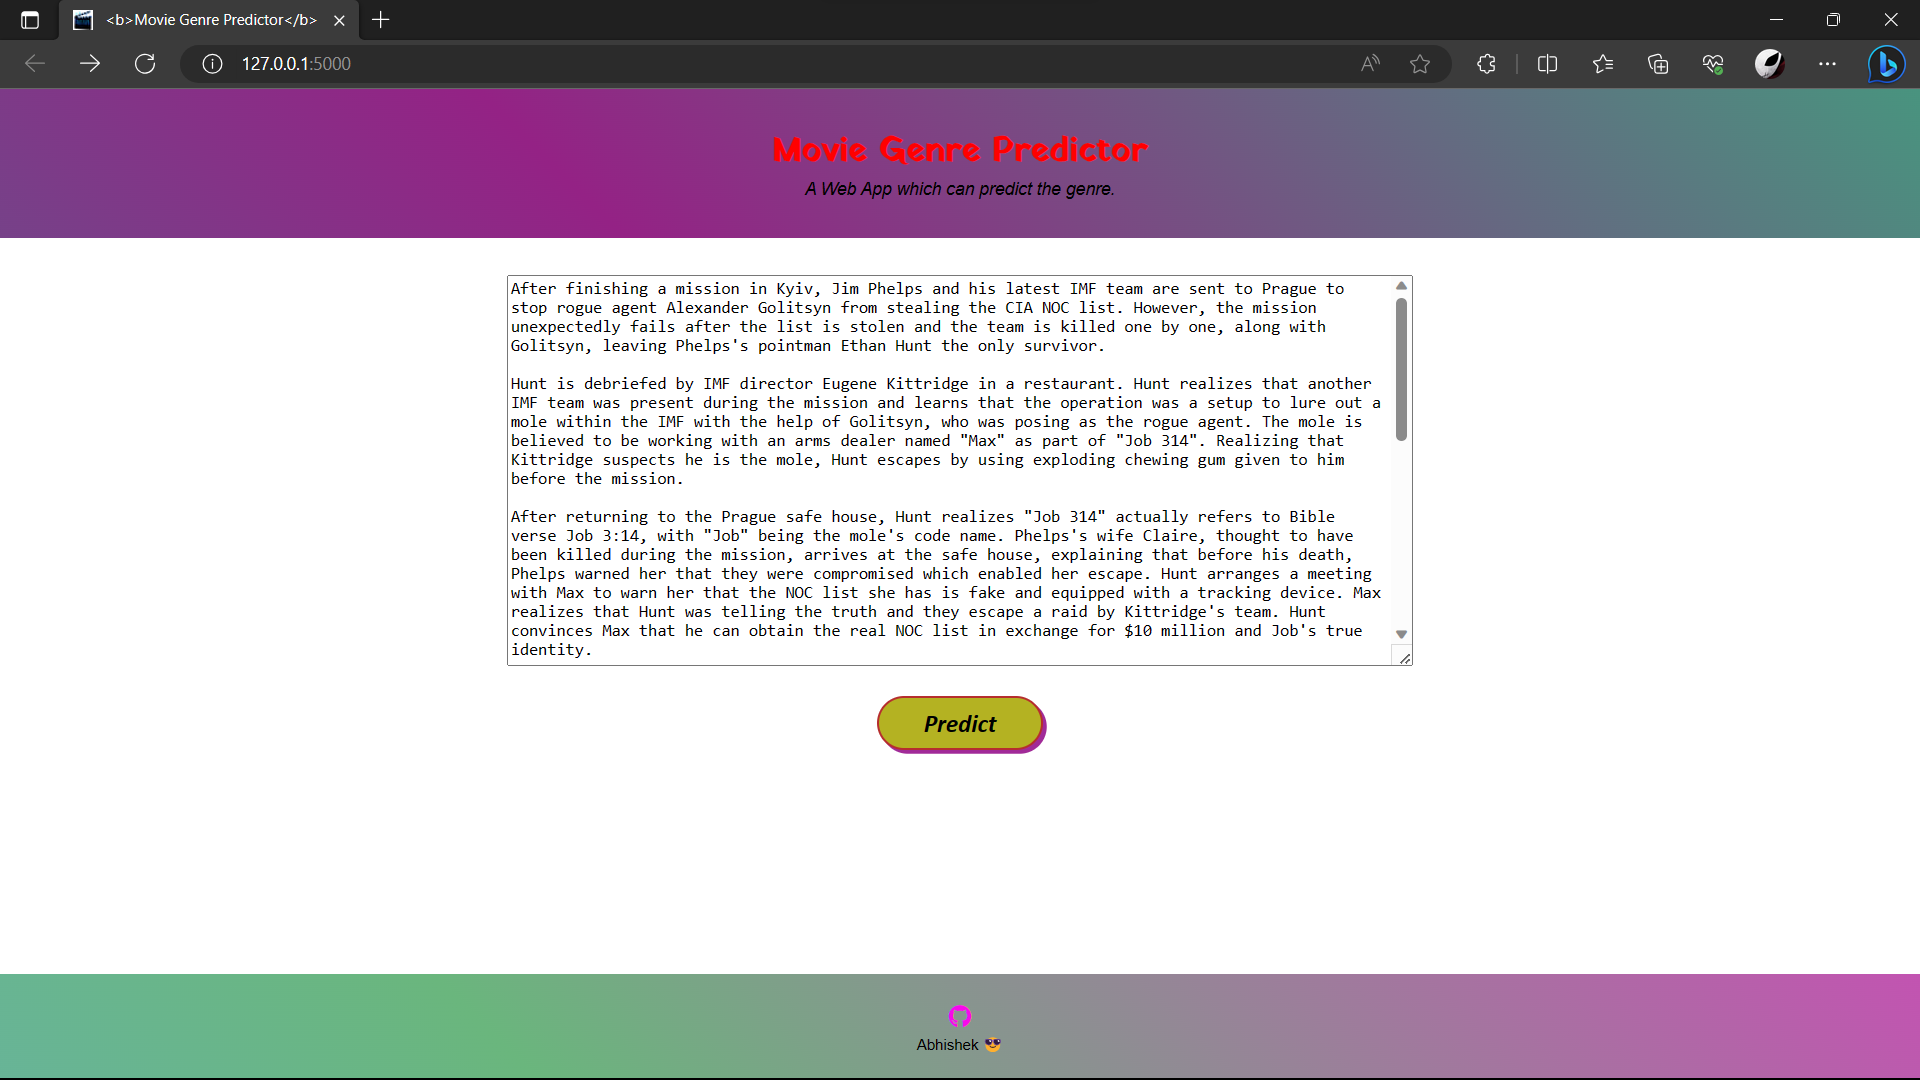 <b>Movie Genre Predictor</b>
127.0.0.1:5000
Movie Genre Predictor
A Web App which can predict the genre.
After finishing a mission in Kyiv, Jim Phelps and his latest IMF team are sent to Prague to
stop rogue agent Alexander Golitsyn from stealing the CIA NOC list. However, the mission
unexpectedly fails after the list is stolen and the team is killed one by one, along with
Golitsyn, leaving Phelps's pointman Ethan Hunt the only survivor.
Hunt is debriefed by IMF director Eugene Kittridge in a restaurant. Hunt realizes that another
IMF team was present during the mission and learns that the operation was a setup to lure out a
mole within the IMF with the help of Golitsyn, who was posing as the rogue agent. The mole is
believed to be working with an arms dealer named "Max" as part of "Job 314". Realizing that
Kittridge suspects he is the mole, Hunt escapes by using exploding chewing gum given to him
before the mission.
After returning to the Prague safe house, Hunt realizes "Job 314" actually refers to Bible
verse Job 3:14, with "Job" being the mole's code name. Phelps's wife Claire, thought to have
been killed during the mission, arrives at the safe house, explaining that before his death,
Phelps warned her that they were compromised which enabled her escape. Hunt arranges a meeting
with Max to warn her that the NOC list she has is fake and equipped with a tracking device. Max
realizes that Hunt was telling the truth and they escape a raid by Kittridge's team. Hunt
convinces Max that he can obtain the real NOC list in exchange for $10 million and Job's true
identity.
Predict
Abhishek 😎